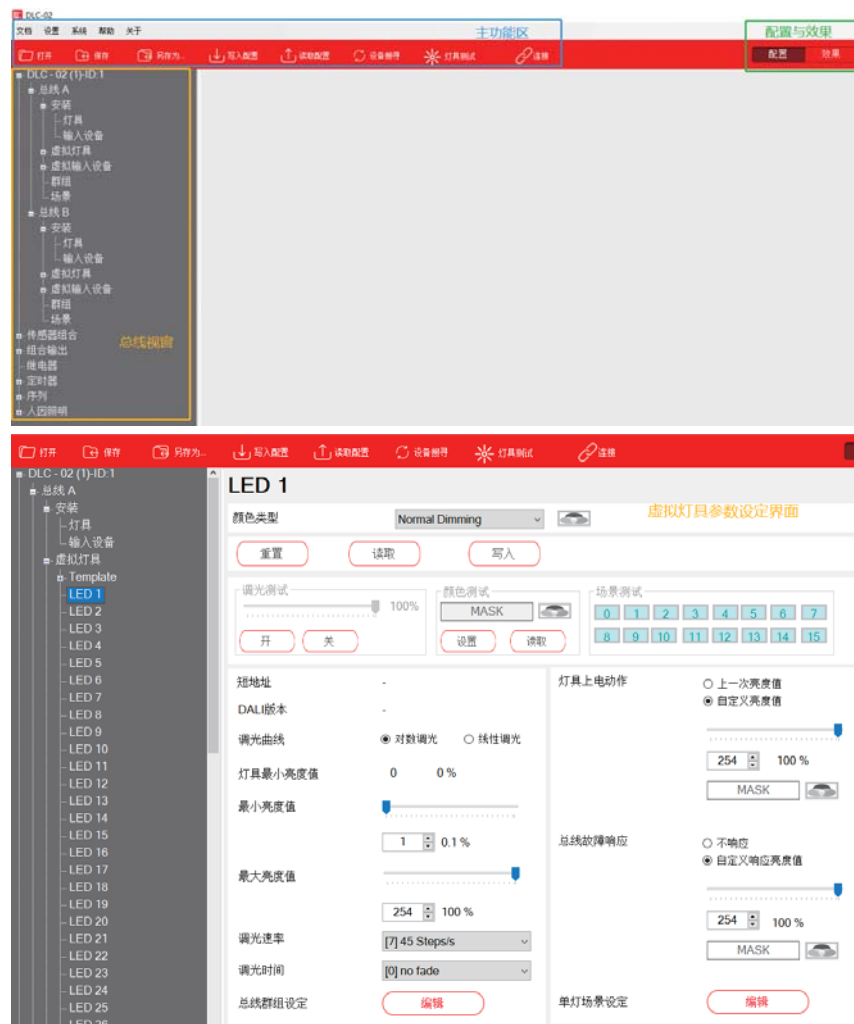 DLC-02
文档 设置 系统 帮助 关于
主功能区
配置与效果
打开 保存 另存为... 写入配置 读取配置 设备搜寻 灯具测试 连接 配置 效果
DLC - 02 (1)-ID:1
总线 A
安装
灯具
输入设备
虚拟灯具
虚拟输入设备
群组
场景
总线 B
安装
灯具
输入设备
虚拟灯具
虚拟输入设备
群组
场景
传感器组合
总线视窗
组合输出
继电器
定时器
序列
人因照明
打开 保存 另存为... 写入配置 读取配置 设备搜寻 灯具测试 连接
DLC - 02 (1)-ID:1
总线 A
安装
灯具
输入设备
虚拟灯具
Template
LED 1
LED 2
LED 3
LED 4
LED 5
LED 6
LED 7
LED 8
LED 9
LED 10
LED 11
LED 12
LED 13
LED 14
LED 15
LED 16
LED 17
LED 18
LED 19
LED 20
LED 21
LED 22
LED 23
LED 24
LED 25
LED 26
LED 1
颜色类型 Normal Dimming
虚拟灯具参数设定界面
重置 读取 写入
调光测试 颜色测试 场景测试
100% MASK 0 1 2 3 4 5 6 7
开 关 设置 读取 8 9 10 11 12 13 14 15
短地址 -
DALI版本 -
调光曲线 对数调光 线性调光
灯具最小亮度值 0 0 %
最小亮度值
1 0.1 %
最大亮度值
254 100 %
调光速率 [7] 45 Steps/s
调光时间 [0] no fade
总线群组设定 编辑
灯具上电动作 上一次亮度值
自定义亮度值
254 100 %
MASK
总线故障响应 不响应
自定义响应亮度值
254 100 %
MASK
单灯场景设定 编辑